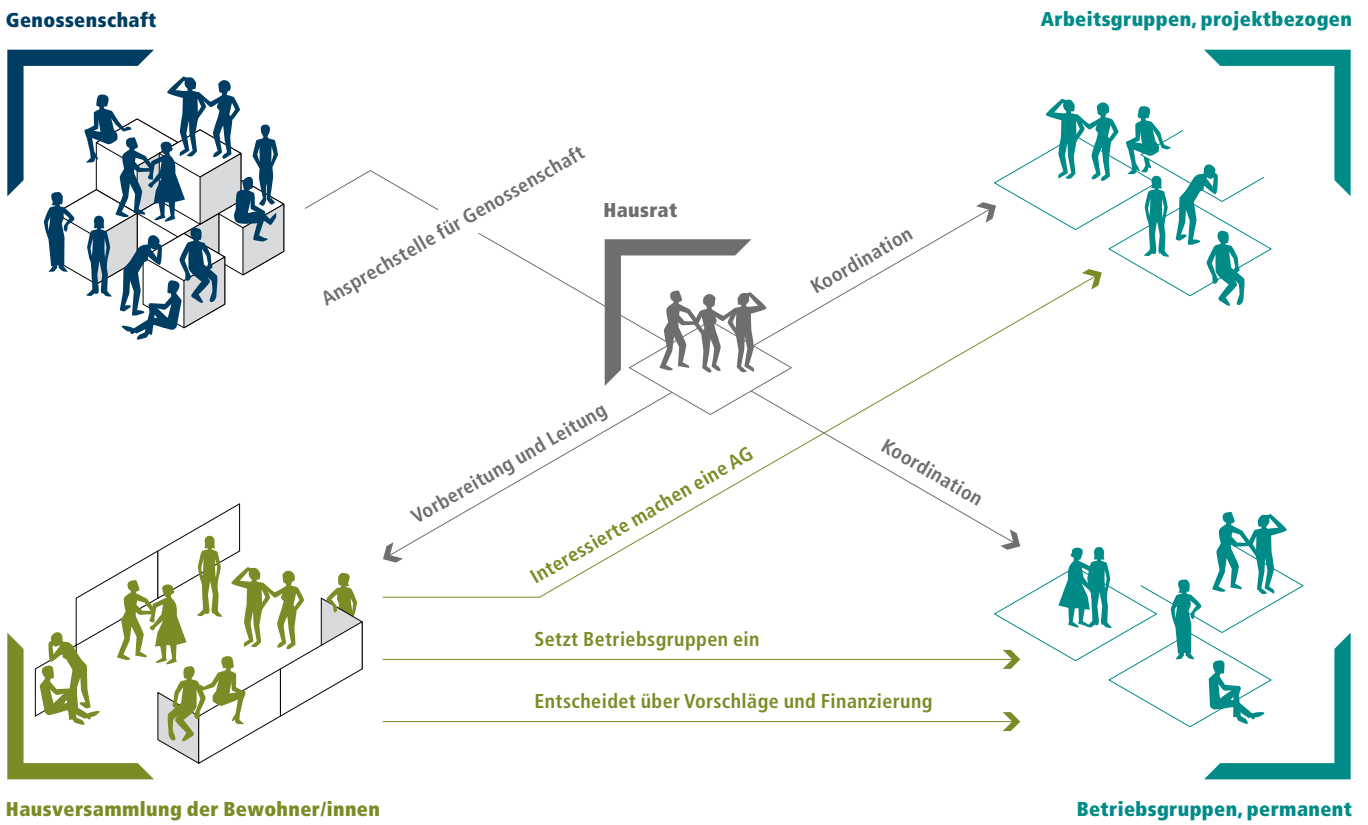 Genossenschaft
Arbeitsgruppen, projektbezogen
Ansprechstelle für Genossenschaft
Hausrat
Koordination
Vorbereitung und Leitung
Interessierte machen eine AG
Koordination
Setzt Betriebsgruppen ein
Entscheidet über Vorschläge und Finanzierung
Hausversammlung der Bewohner/innen
Betriebsgruppen, permanent